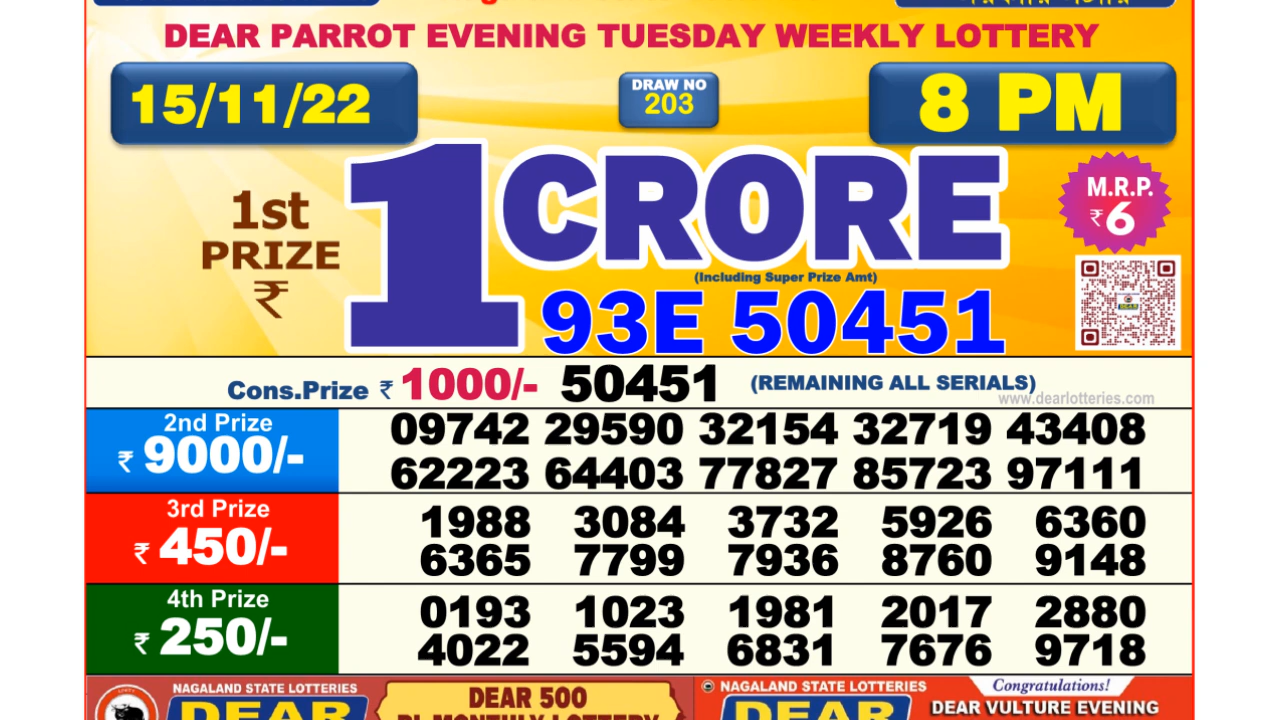 DEAR PARROT EVENING TUESDAY WEEKLY LOTTERY
15/11/22
DRAW NO
203
8 PM
1st
PRIZE
₹
1 CRORE
(Including Super Prize Amt)
93E 50451
M.R.P.
₹6
Cons.Prize ₹ 1000/- 50451 (REMAINING ALL SERIALS)
www.dearlotteries.com
2nd Prize
₹ 9000/-
09742 29590 32154 32719 43408
62223 64403 77827 85723 97111
3rd Prize
₹ 450/-
1988 3084 3732 5926 6360
6365 7799 7936 8760 9148
4th Prize
₹ 250/-
0193 1023 1981 2017 2880
4022 5594 6831 7676 9718
NAGALAND STATE LOTTERIES
DEAR
DEAR 500
BI-MONTHLY LOTTERY
NAGALAND STATE LOTTERIES
DEAR
Congratulations!
DEAR VULTURE EVENING